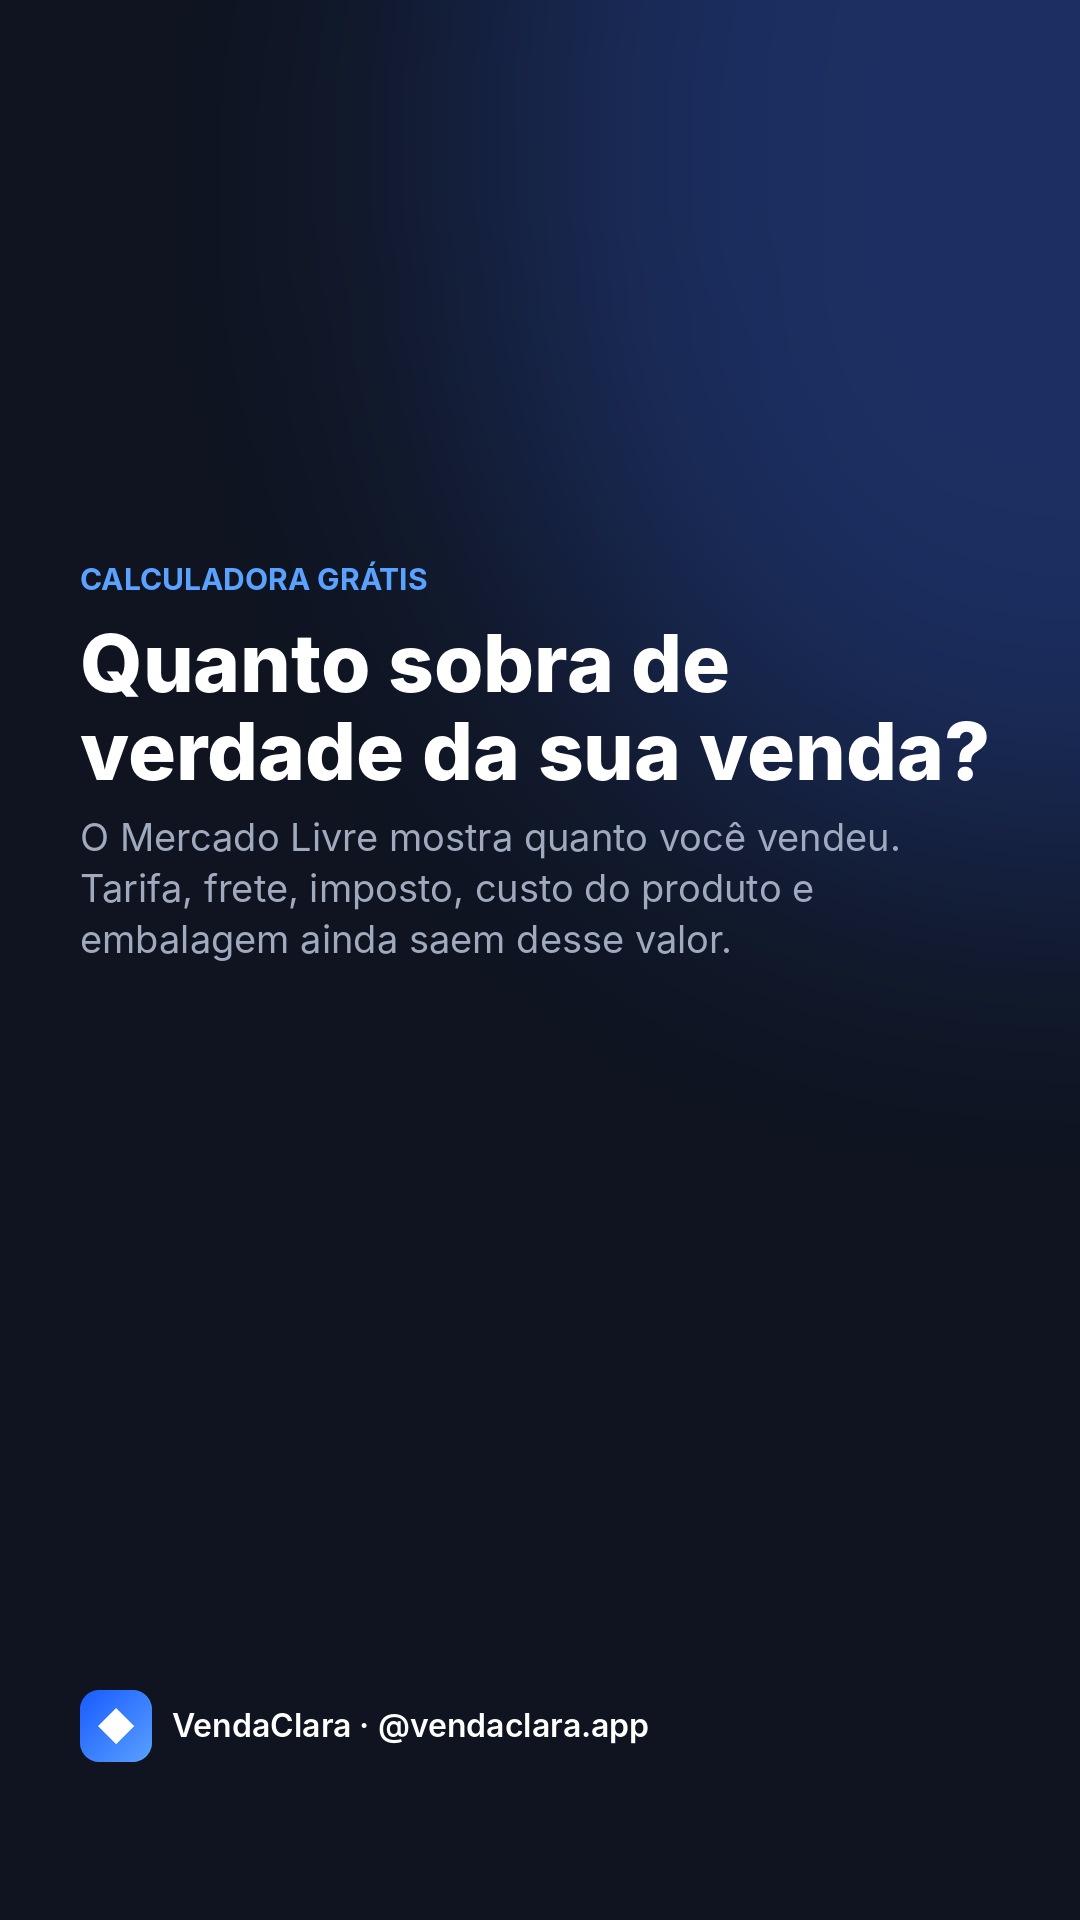 CALCULADORA GRÁTIS
Quanto sobra de
verdade da sua venda?
O Mercado Livre mostra quanto você vendeu.
Tarifa, frete, imposto, custo do produto e
embalagem ainda saem desse valor.
VendaClara · @vendaclara.app